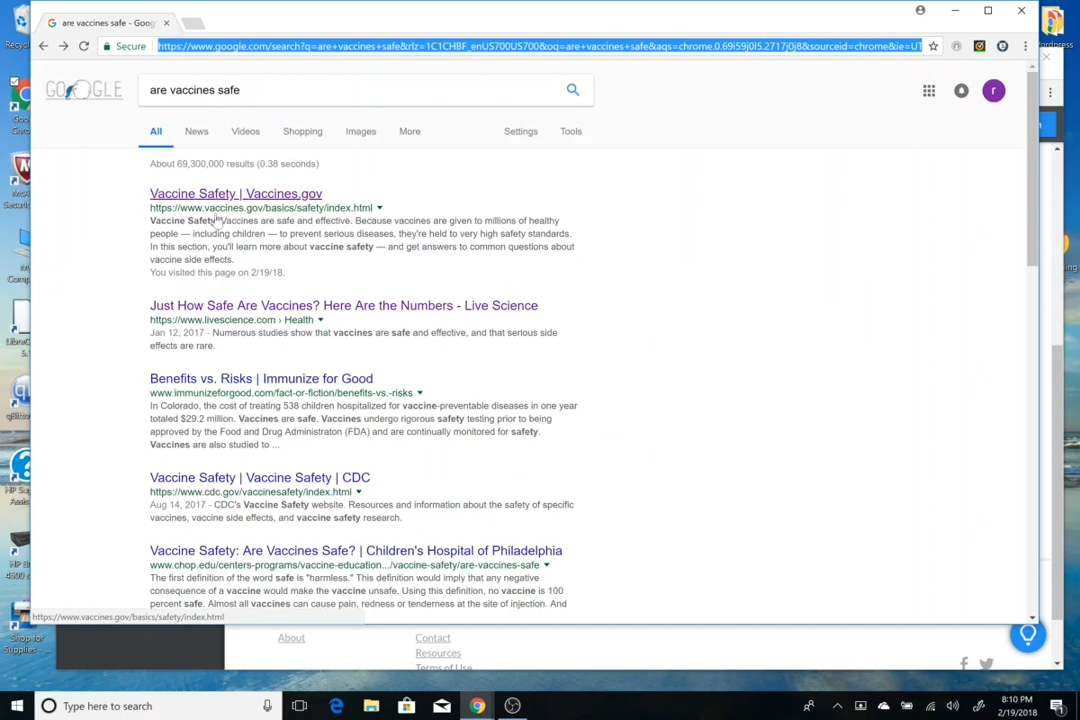 are vaccines safe - Goog
Secure
https://www.google.com/search?q=are+vaccines+safe&rlz=1C1CHBF_enUS700US700&oq=are+vaccines+safe&aqs=chrome.0.69i59j0l5.2717j0j8&sourceid=chrome&ie=UT
GOOGLE
are vaccines safe
r
All News Videos Shopping Images More Settings Tools
About 69,300,000 results (0.38 seconds)
Vaccine Safety | Vaccines.gov
https://www.vaccines.gov/basics/safety/index.html
Vaccine Safety. Vaccines are safe and effective. Because vaccines are given to millions of healthy
people — including children — to prevent serious diseases, they're held to very high safety standards.
In this section, you'll learn more about vaccine safety — and get answers to common questions about
vaccine side effects.
You visited this page on 2/19/18.
Just How Safe Are Vaccines? Here Are the Numbers - Live Science
https://www.livescience.com › Health
Jan 12, 2017 - Numerous studies show that vaccines are safe and effective, and that serious side
effects are rare.
Benefits vs. Risks | Immunize for Good
www.immunizeforgood.com/fact-or-fiction/benefits-vs.-risks
In Colorado, the cost of treating 538 children hospitalized for vaccine-preventable diseases in one year
totaled $29.2 million. Vaccines are safe. Vaccines undergo rigorous safety testing prior to being
approved by the Food and Drug Administraton (FDA) and are continually monitored for safety.
Vaccines are also studied to ...
Vaccine Safety | Vaccine Safety | CDC
https://www.cdc.gov/vaccinesafety/index.html
Aug 14, 2017 - CDC's Vaccine Safety website. Resources and information about the safety of specific
vaccines, vaccine side effects, and vaccine safety research.
Vaccine Safety: Are Vaccines Safe? | Children's Hospital of Philadelphia
www.chop.edu/centers-programs/vaccine-education.../vaccine-safety/are-vaccines-safe
The first definition of the word safe is "harmless." This definition would imply that any negative
consequence of a vaccine would make the vaccine unsafe. Using this definition, no vaccine is 100
percent safe. Almost all vaccines can cause pain, redness or tenderness at the site of injection. And
https://www.vaccines.gov/basics/safety/index.html
About
Contact
Resources
Terms of Use
Shop for
Supplies -
Type here to search
8:10 PM
2/19/2018